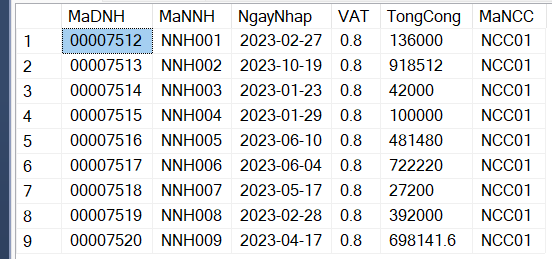 MaDNH MaNNH NgayNhap VAT TongCong MaNCC
1 00007512 NNH001 2023-02-27 0.8 136000 NCC01
2 00007513 NNH002 2023-10-19 0.8 918512 NCC01
3 00007514 NNH003 2023-01-23 0.8 42000 NCC01
4 00007515 NNH004 2023-01-29 0.8 100000 NCC01
5 00007516 NNH005 2023-06-10 0.8 481480 NCC01
6 00007517 NNH006 2023-06-04 0.8 722220 NCC01
7 00007518 NNH007 2023-05-17 0.8 27200 NCC01
8 00007519 NNH008 2023-02-28 0.8 392000 NCC01
9 00007520 NNH009 2023-04-17 0.8 698141.6 NCC01